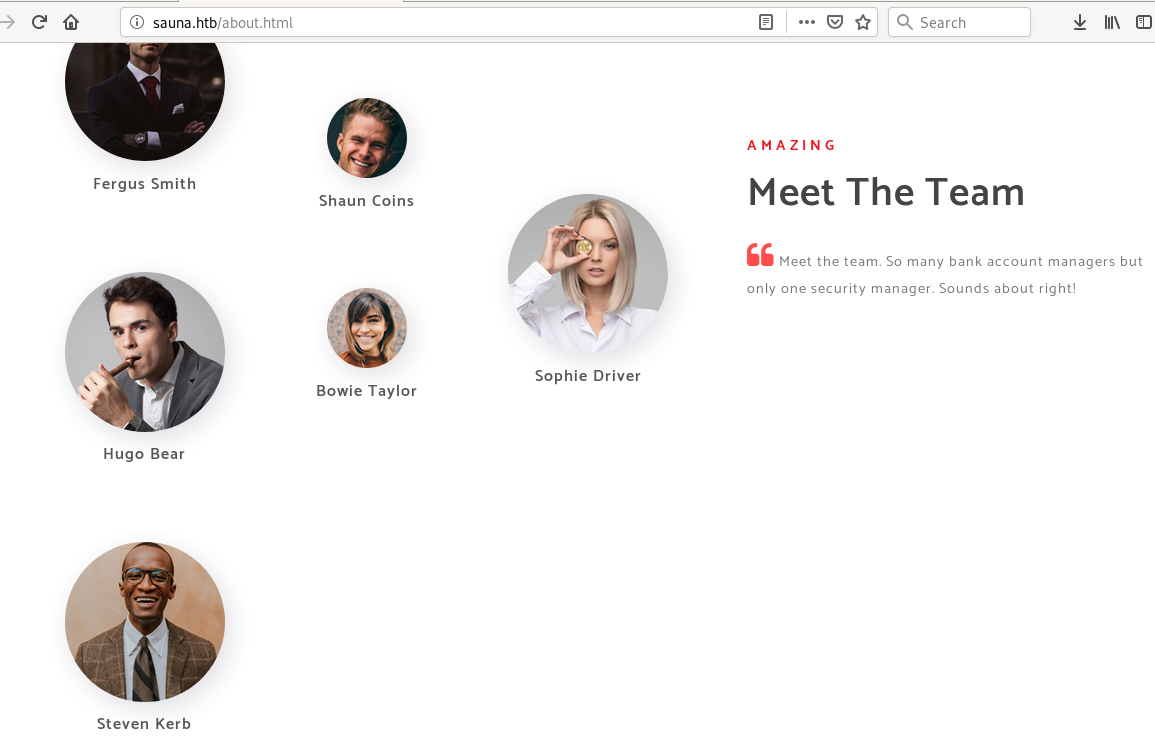 sauna.htb/about.html
Search
Fergus Smith
Shaun Coins
Sophie Driver
Hugo Bear
Bowie Taylor
Steven Kerb
AMAZING
Meet The Team
❝ Meet the team. So many bank account managers but
only one security manager. Sounds about right!